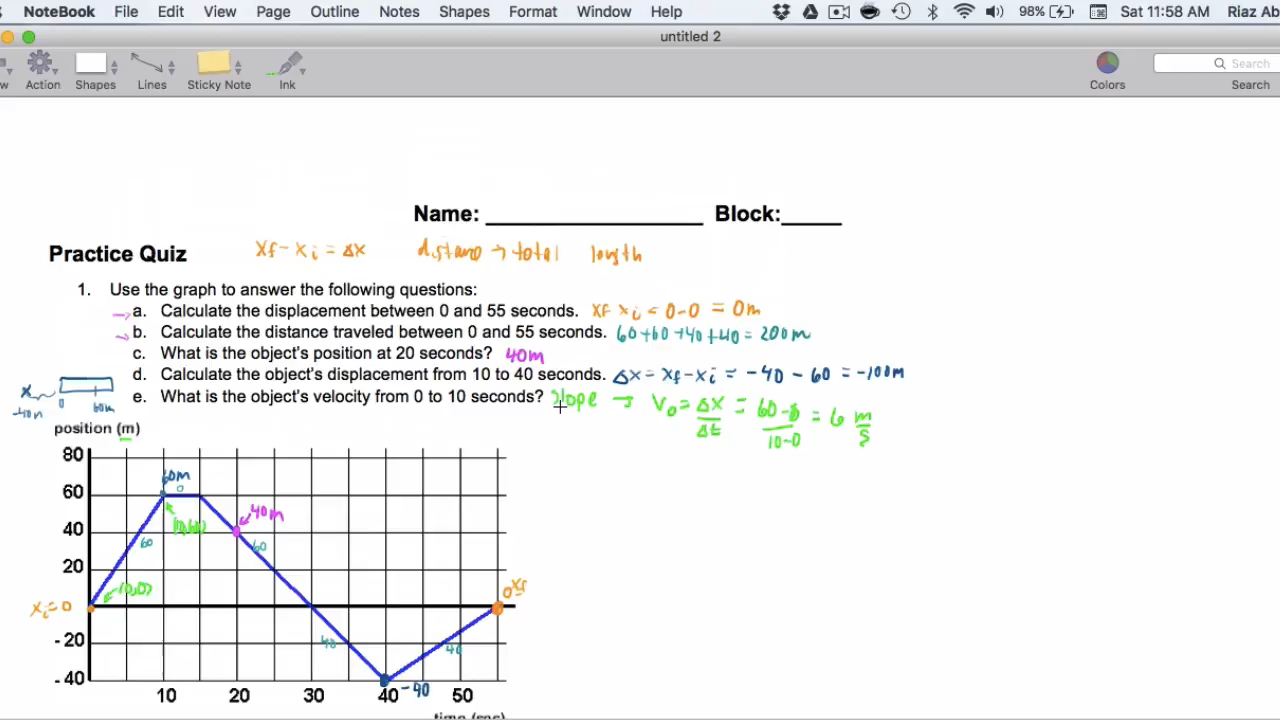 NoteBook File Edit View Page Outline Notes Shapes Format Window Help 98% Sat 11:58 AM Riaz Ab
untitled 2
w Action Shapes Lines Sticky Note Ink Colors Search
Search
Name: ____________________ Block:_____
Practice Quiz xf - xi = Δx distance → total length
1. Use the graph to answer the following questions:
a. Calculate the displacement between 0 and 55 seconds. xf xi = 0-0 = 0m
b. Calculate the distance traveled between 0 and 55 seconds. 60+60+40+40=200m
c. What is the object's position at 20 seconds? 40m
d. Calculate the object's displacement from 10 to 40 seconds. Δx = xf - xi = -40 - 60 = -100m
e. What is the object's velocity from 0 to 10 seconds? slope → V₀ = Δx/Δt = 60-0/10-0 = 6 m/s
x
-40m 0 60m
position (m)
80
60m
60 0
40m
(10,60)
40
60 60
20
(0,0)
xi=0
0 xf
-20
40 40
-40
-40
10 20 30 40 50
time (sec)